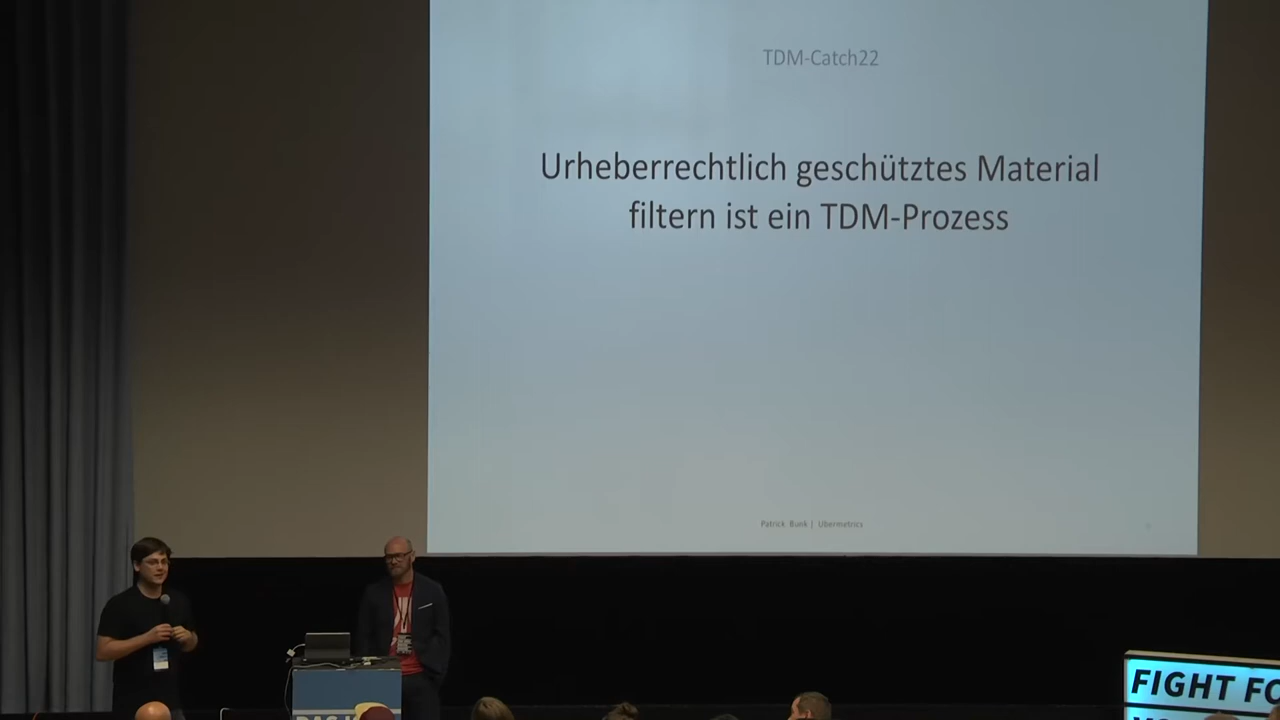 TDM-Catch22
Urheberrechtlich geschütztes Material
filtern ist ein TDM-Prozess
Patrick Bunk | Ubermetrics
FIGHT FO